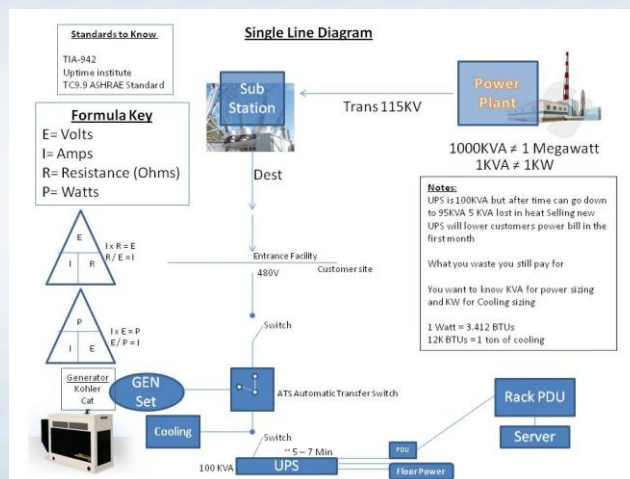 Single Line Diagram
Standards to Know
TIA-942
Uptime institute
TC9.9 ASHRAE Standard
Formula Key
E= Volts
I= Amps
R= Resistance (Ohms)
P= Watts
Sub
Station
Trans 115KV
Power
Plant
1000KVA ≠ 1 Megawatt
1KVA ≠ 1KW
Dest
Notes:
UPS is 100KVA but after time can go down
to 95KVA 5 KVA lost in heat Selling new
UPS will lower customers power bill in the
first month
What you waste you still pay for
You want to know KVA for power sizing
and KW for Cooling sizing
1 Watt = 3.412 BTUs
12K BTUs = 1 ton of cooling
E
I R
I x R = E
R / E = I
Entrance Facility
480V
Customer site
P
I E
I x E = P
E / P = I
Switch
Generator
Kohler
Cat
GEN
Set
ATS Automatic Transfer Switch
Cooling
Switch
~ 5 – 7 Min
100 KVA
UPS
PDU
Floor Power
Rack PDU
Server